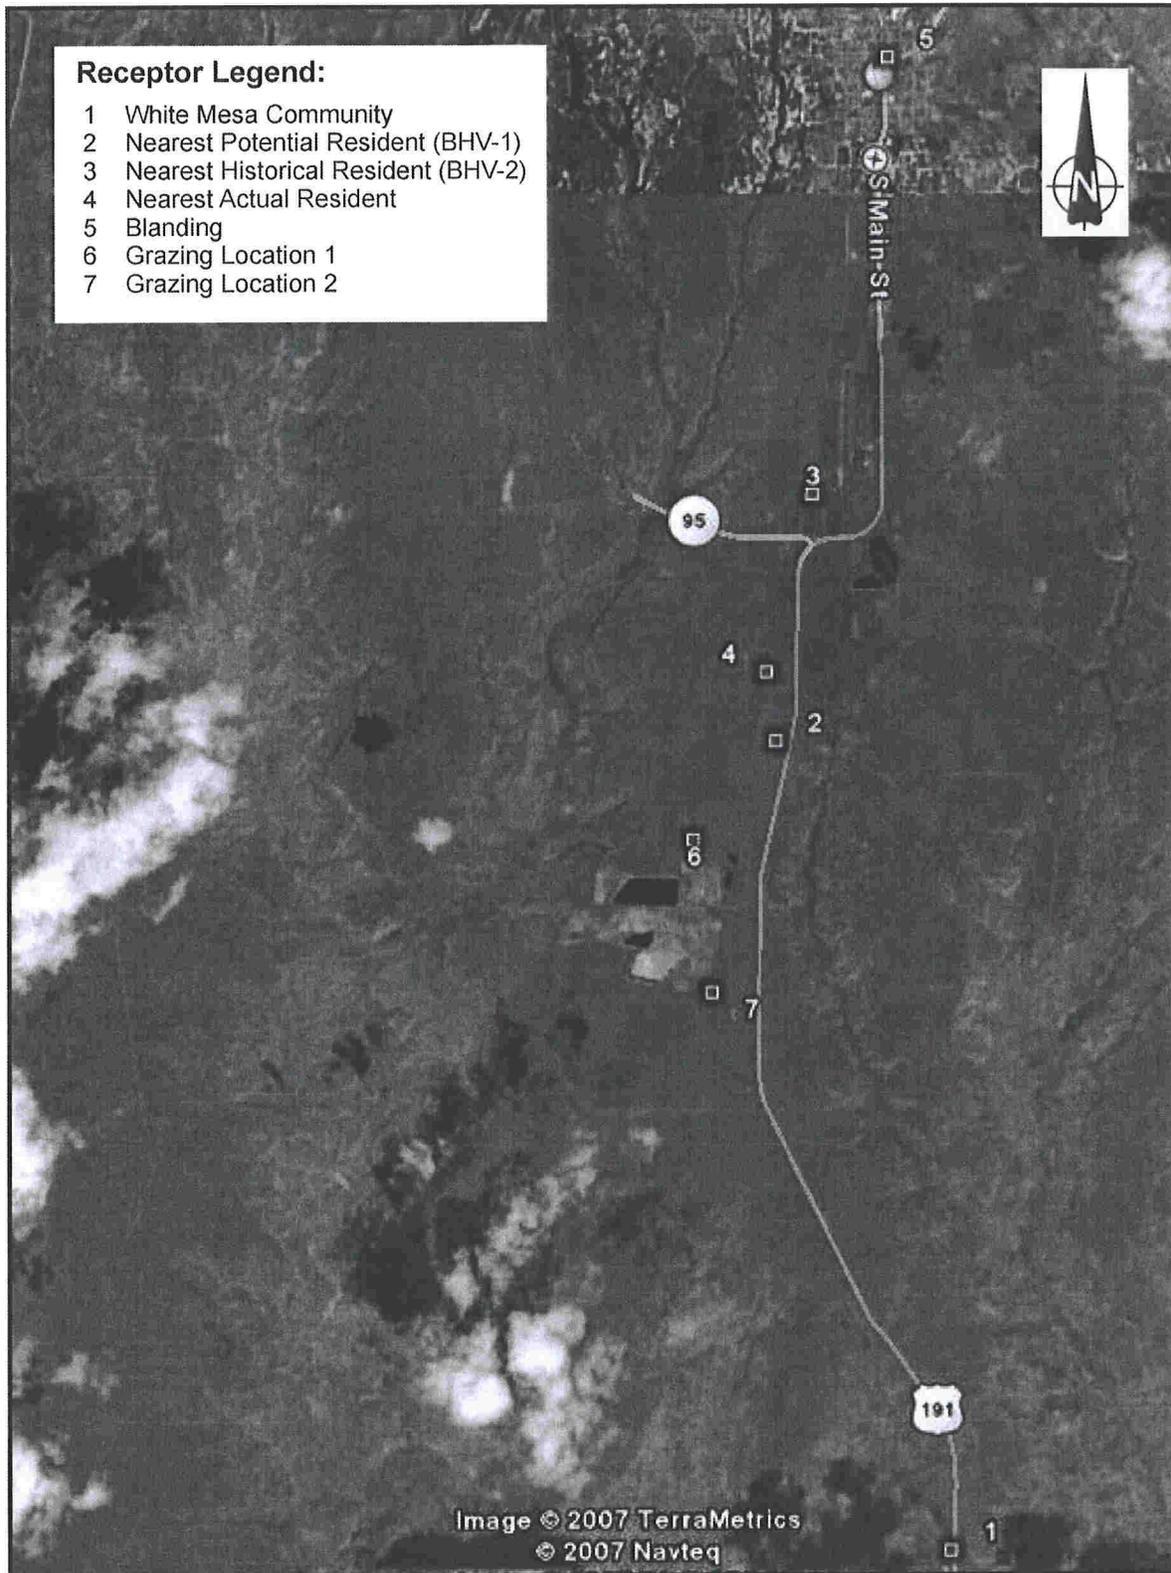 Receptor Legend:
1 White Mesa Community
2 Nearest Potential Resident (BHV-1)
3 Nearest Historical Resident (BHV-2)
4 Nearest Actual Resident
5 Blanding
6 Grazing Location 1
7 Grazing Location 2
5
N
S Main St
3
95
4
2
6
7
191
1
Image © 2007 TerraMetrics
© 2007 Navteq